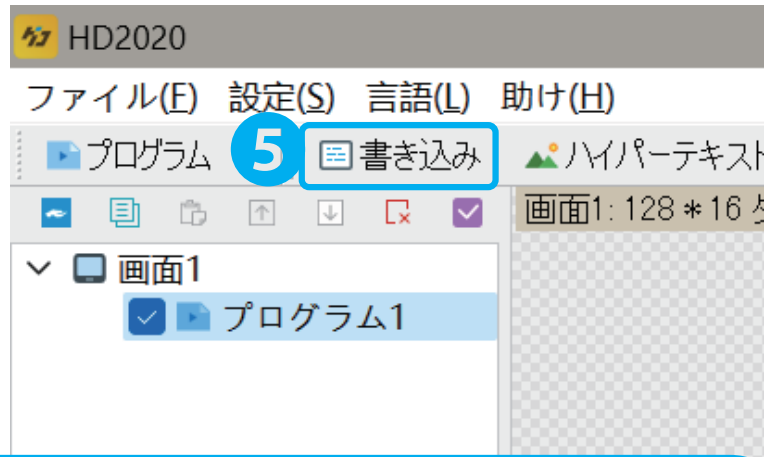 HD2020
ファイル(F) 設定(S) 言語(L) 助け(H)
プログラム 5 書き込み ハイパーテキスト
画面1: 128 * 16
画面1
プログラム1